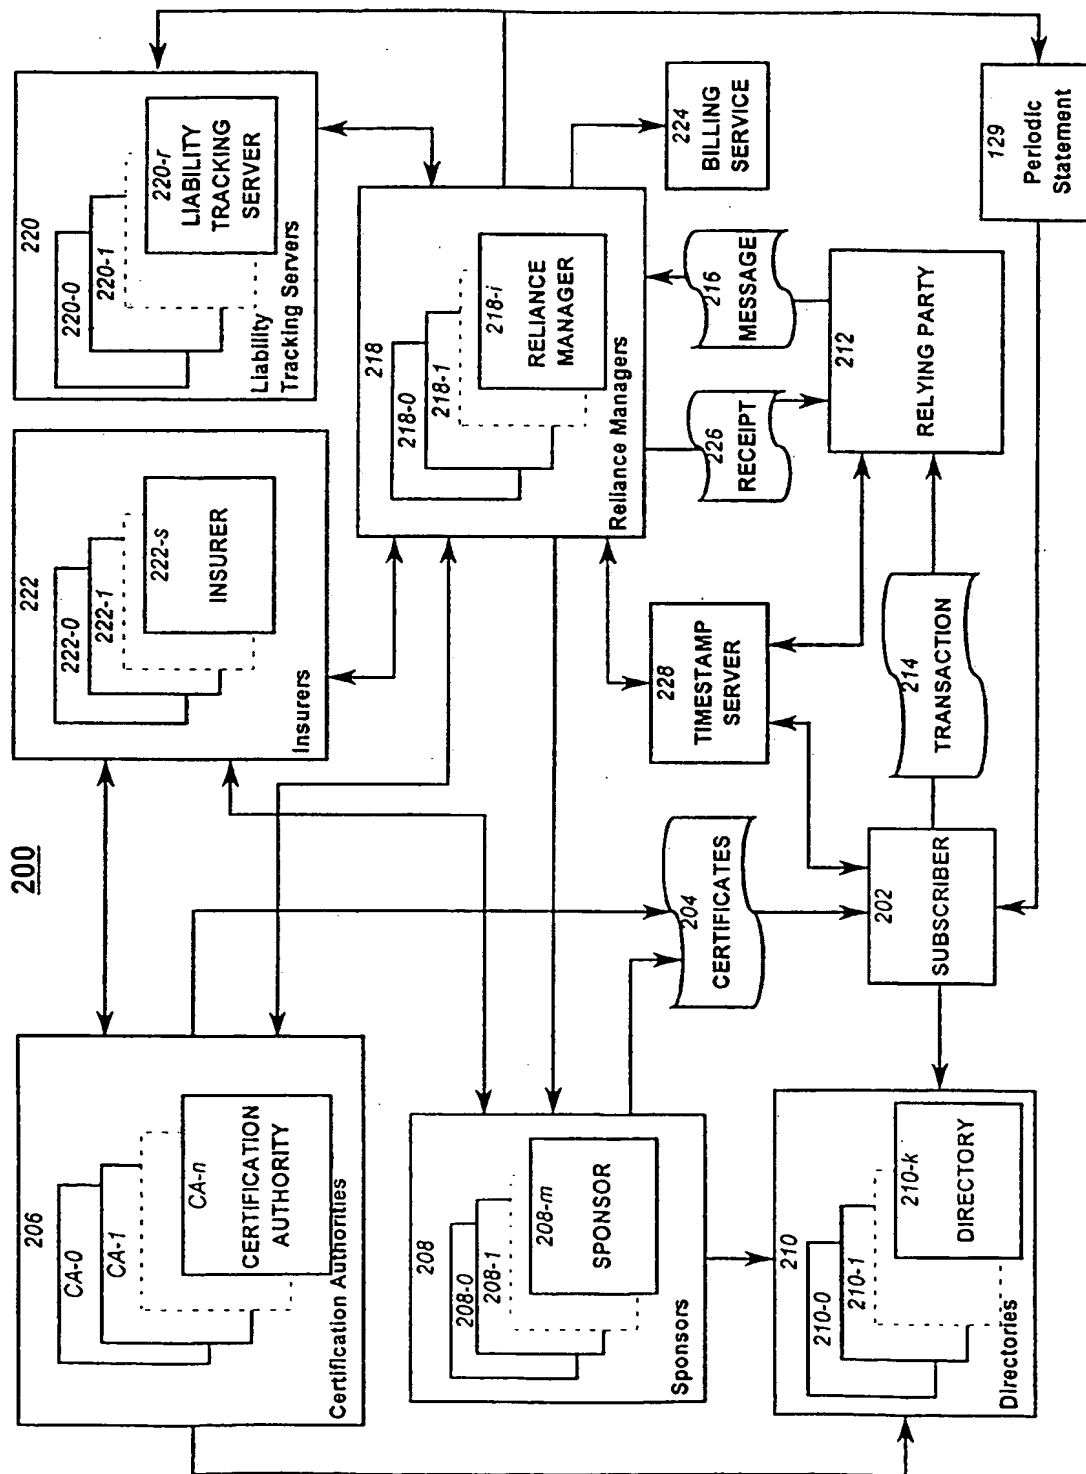 200
206
CA-0
CA-1
CA-n
CERTIFICATION
AUTHORITY
Certification Authorities
222
222-0
222-1
222-s
INSURER
Insurers
220
220-0
220-1
220-r
LIABILITY
TRACKING
SERVER
Liability
Tracking Servers
208
208-0
208-1
208-m
SPONSOR
Sponsors
218
218-0
218-1
218-i
RELIANCE
MANAGER
Reliance Managers
224
BILLING
SERVICE
204
CERTIFICATES
228
TIMESTAMP
SERVER
226
RECEIPT
216
MESSAGE
210
210-0
210-1
210-k
DIRECTORY
Directories
202
SUBSCRIBER
214
TRANSACTION
212
RELYING PARTY
129
Periodic
Statement